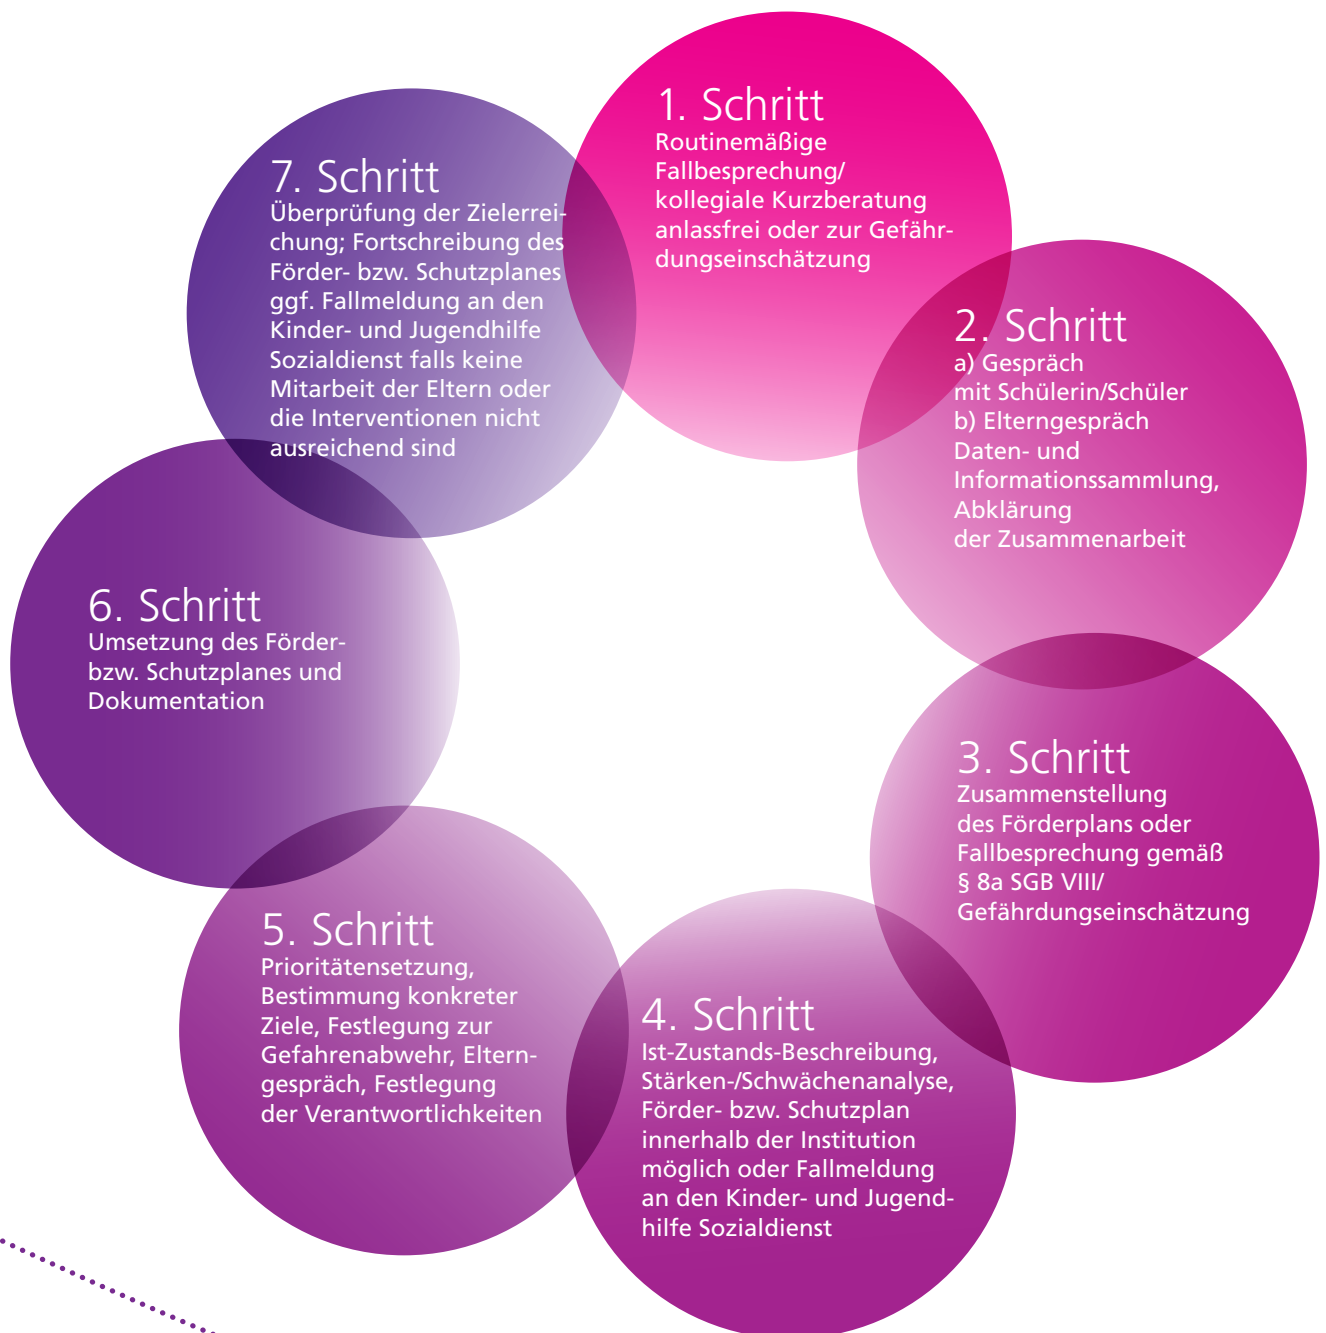 1. Schritt
Routinemäßige
Fallbesprechung/
kollegiale Kurzberatung
anlassfrei oder zur Gefähr-
dungseinschätzung
2. Schritt
a) Gespräch
mit Schülerin/Schüler
b) Elterngespräch
Daten- und
Informationssammlung,
Abklärung
der Zusammenarbeit
3. Schritt
Zusammenstellung
des Förderplans oder
Fallbesprechung gemäß
§ 8a SGB VIII/
Gefährdungseinschätzung
4. Schritt
Ist-Zustands-Beschreibung,
Stärken-/Schwächenanalyse,
Förder- bzw. Schutzplan
innerhalb der Institution
möglich oder Fallmeldung
an den Kinder- und Jugend-
hilfe Sozialdienst
5. Schritt
Prioritätensetzung,
Bestimmung konkreter
Ziele, Festlegung zur
Gefahrenabwehr, Eltern-
gespräch, Festlegung
der Verantwortlichkeiten
6. Schritt
Umsetzung des Förder-
bzw. Schutzplanes und
Dokumentation
7. Schritt
Überprüfung der Zielerrei-
chung; Fortschreibung des
Förder- bzw. Schutzplanes
ggf. Fallmeldung an den
Kinder- und Jugendhilfe
Sozialdienst falls keine
Mitarbeit der Eltern oder
die Interventionen nicht
ausreichend sind